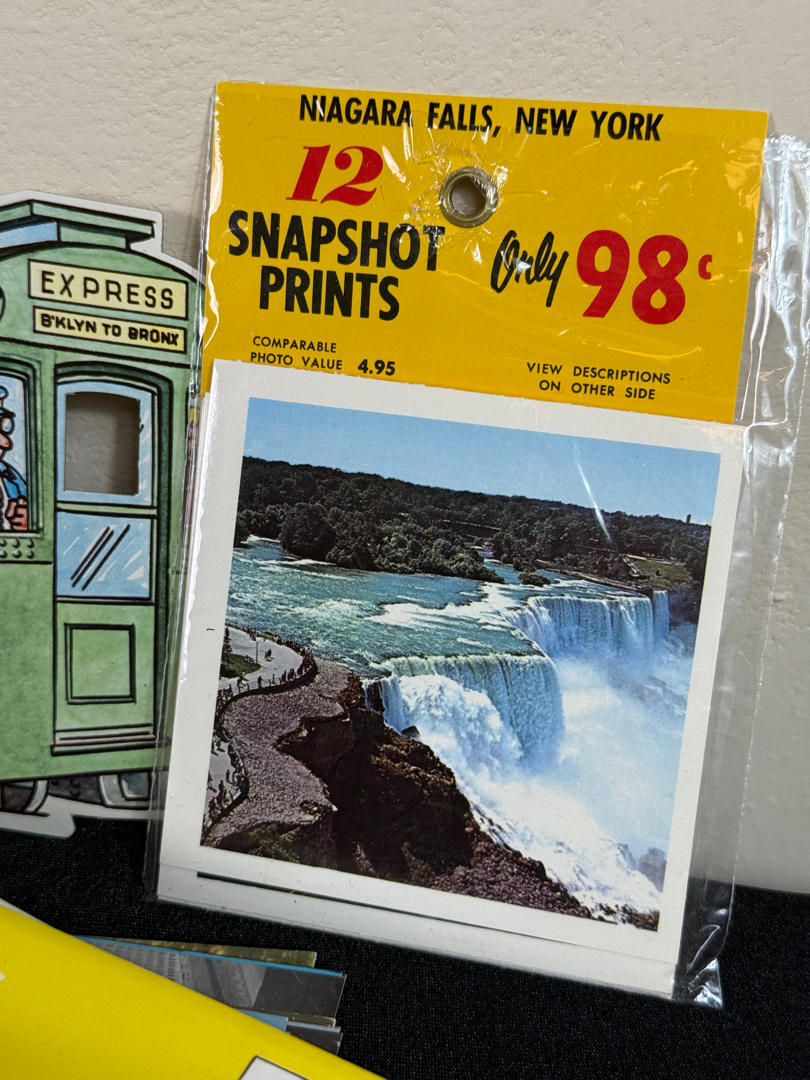 NIAGARA FALLS, NEW YORK
12
SNAPSHOT
PRINTS
Only 98c
COMPARABLE
PHOTO VALUE 4.95
VIEW DESCRIPTIONS
ON OTHER SIDE
EXPRESS
B'KLYN TO BRONX